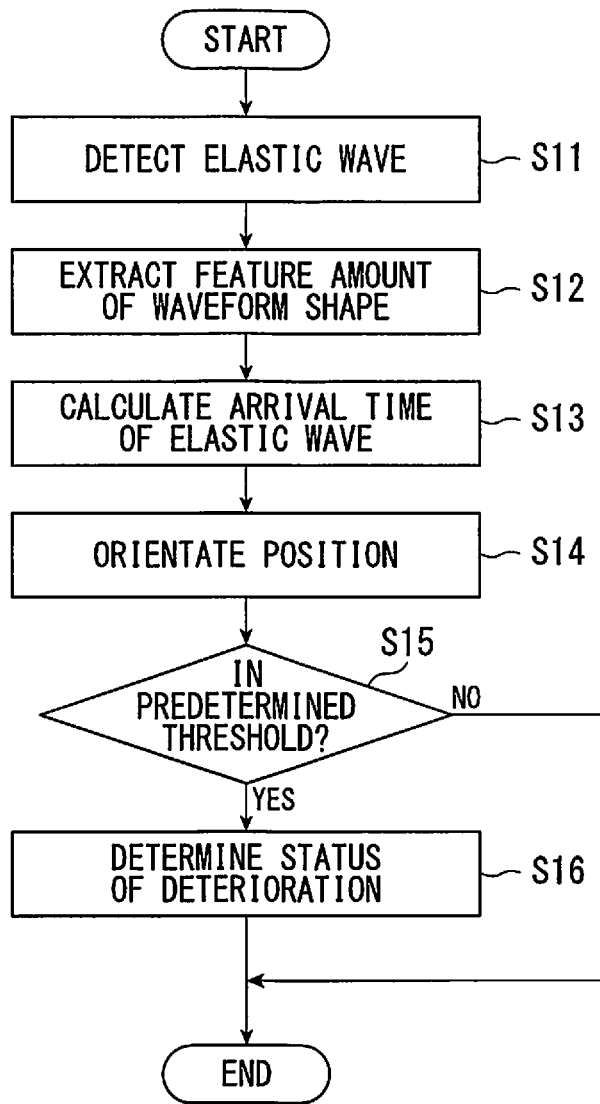 START
DETECT ELASTIC WAVE
S11
EXTRACT FEATURE AMOUNT
OF WAVEFORM SHAPE
S12
CALCULATE ARRIVAL TIME
OF ELASTIC WAVE
S13
ORIENTATE POSITION
S14
S15
IN
PREDETERMINED
THRESHOLD?
NO
YES
DETERMINE STATUS
OF DETERIORATION
S16
END